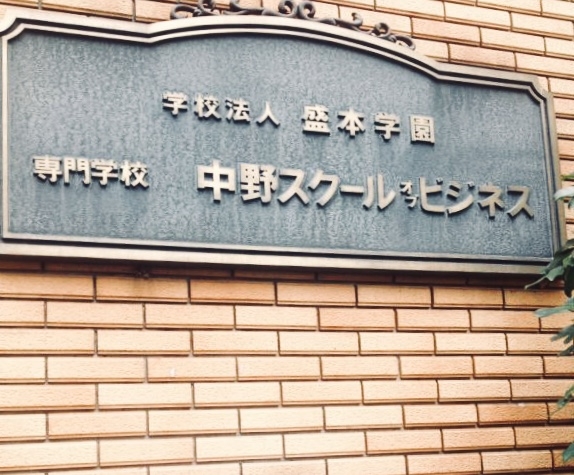 学校法人 盛本学園
専門学校 中野スクールオブビジネス